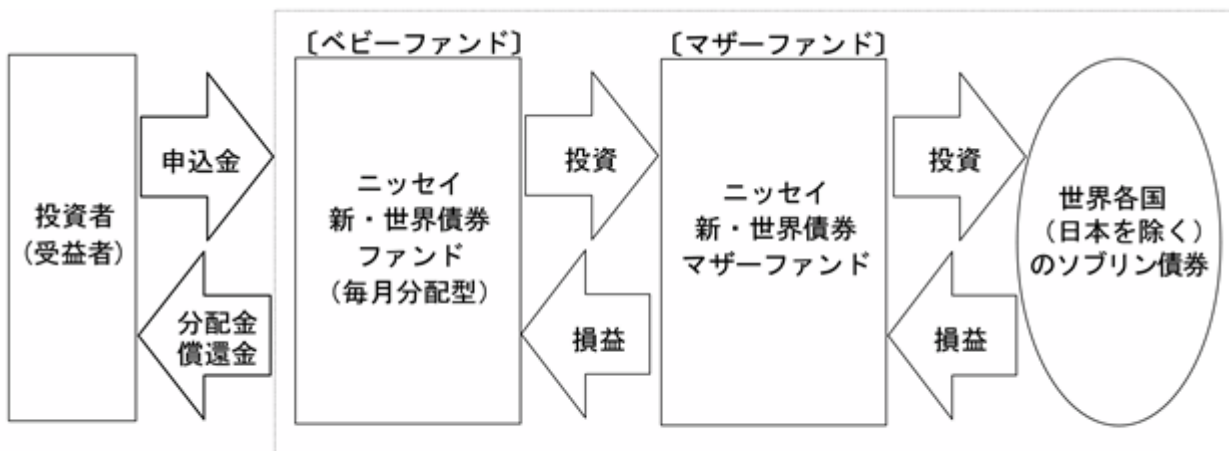 〔ベビーファンド〕
〔マザーファンド〕
投資者
（受益者）
申込金
分配金
償還金
ニッセイ
新・世界債券
ファンド
（毎月分配型）
投資
損益
ニッセイ
新・世界債券
マザーファンド
投資
損益
世界各国
（日本を除く）
のソブリン債券